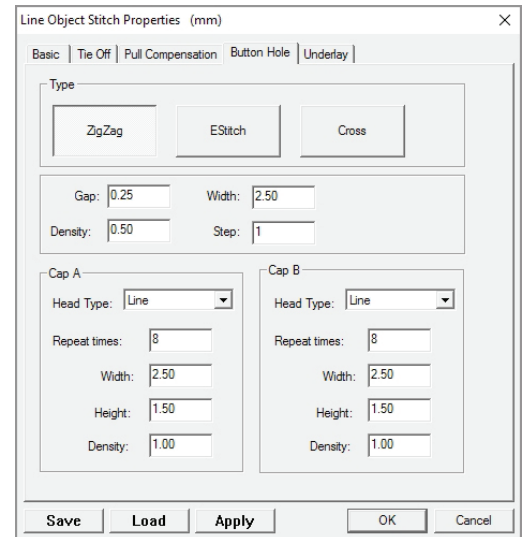 Line Object Stitch Properties (mm)
Basic Tie Off Pull Compensation Button Hole Underlay
Type
ZigZag EStitch Cross
Gap: 0.25 Width: 2.50
Density: 0.50 Step: 1
Cap A Cap B
Head Type: Line Head Type: Line
Repeat times: 8 Repeat times: 8
Width: 2.50 Width: 2.50
Height: 1.50 Height: 1.50
Density: 1.00 Density: 1.00
Save Load Apply OK Cancel